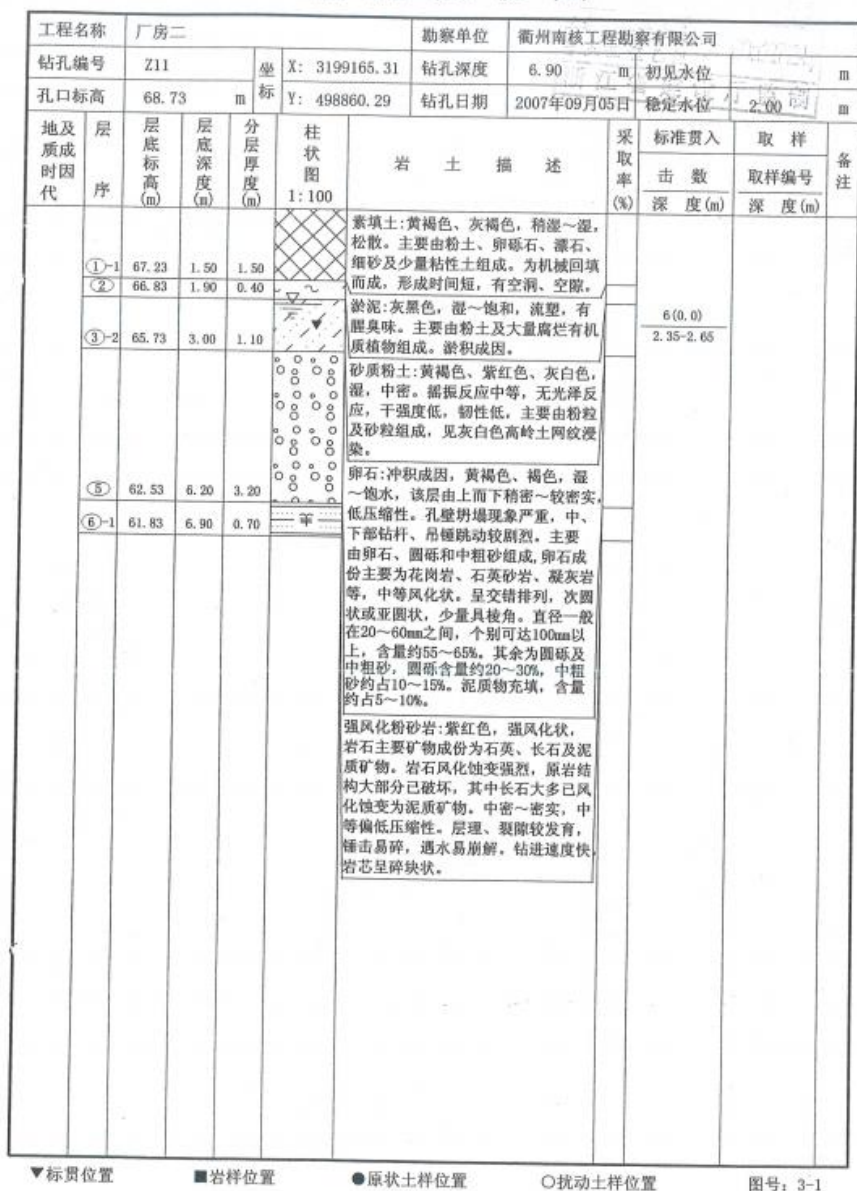 工程名称 厂房二 勘察单位 衢州南核工程勘察有限公司
钻孔编号 Z11 坐标 X: 3199165.31 钻孔深度 6.90 m 初见水位 m
孔口标高 68.73 m Y: 498860.29 钻孔日期 2007年09月05日 稳定水位 2.00 m
地质时代及成因 层序 层底标高(m) 层底深度(m) 分层厚度(m) 柱状图 1:100 岩土描述 采取率(%) 标准贯入 击数 深度(m) 取样 取样编号 深度(m) 备注
①-1 67.23 1.50 1.50
② 66.83 1.90 0.40
③-2 65.73 3.00 1.10
⑤ 62.53 6.20 3.20
⑥-1 61.83 6.90 0.70
素填土:黄褐色、灰褐色，稍湿～湿，
松散。主要由粉土、卵砾石、漂石、
细砂及少量粘性土组成。为机械回填
而成，形成时间短，有空洞、空隙。
淤泥:灰黑色，湿～饱和，流塑，有
腥臭味。主要由粉土及大量腐烂有机
质植物组成。淤积成因。
砂质粉土:黄褐色、紫红色、灰白色，
湿，中密。摇振反应中等，无光泽反
应，干强度低，韧性低，主要由粉粒
及砂粒组成，见灰白色高岭土网纹浸
染。
卵石:冲积成因，黄褐色、褐色，湿
～饱水，该层由上而下稍密～较密实，
低压缩性。孔壁坍塌现象严重，中、
下部钻杆、吊锤跳动较剧烈。主要
由卵石、圆砾和中粗砂组成,卵石成
份主要为花岗岩、石英砂岩、凝灰岩
等，中等风化状。呈交错排列，次圆
状或亚圆状，少量具棱角。直径一般
在20～60mm之间，个别可达100mm以
上，含量约55～65%。其余为圆砾及
中粗砂，圆砾含量约20～30%，中粗
砂约占10～15%。泥质物充填，含量
约占5～10%。
强风化粉砂岩:紫红色，强风化状，
岩石主要矿物成份为石英、长石及泥
质矿物。岩石风化蚀变强烈，原岩结
构大部分已破坏，其中长石大多已风
化蚀变为泥质矿物。中密～密实，中
等偏低压缩性。层理、裂隙较发育，
锤击易碎，遇水易崩解。钻进速度快，
岩芯呈碎块状。
6(0.0)
2.35-2.65
▼标贯位置 ■岩样位置 ●原状土样位置 ○扰动土样位置 图号: 3-1